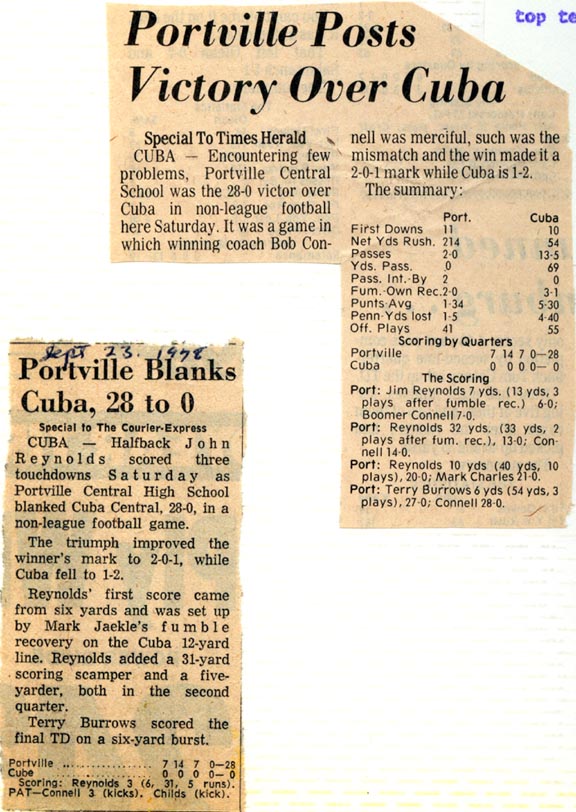 top te
Portville Posts
Victory Over Cuba
Special To Times Herald
CUBA — Encountering few
problems, Portville Central
School was the 28-0 victor over
Cuba in non-league football
here Saturday. It was a game in
which winning coach Bob Con-
nell was merciful, such was the
mismatch and the win made it a
2-0-1 mark while Cuba is 1-2.
The summary:
Port. Cuba
First Downs 11 10
Net Yds Rush. 214 54
Passes 2-0 13-5
Yds. Pass. 0 69
Pass. Int. By 2 0
Fum. Own Rec. 2-0 3-1
Punts Avg 1-34 5-30
Penn Yds lost 1-5 4-40
Off. Plays 41 55
Scoring by Quarters
Portville 7 14 7 0—28
Cuba 0 0 0 0— 0
The Scoring
Port: Jim Reynolds 7 yds. (13 yds, 3
plays after fumble rec.) 6-0;
Boomer Connell 7-0.
Port: Reynolds 32 yds. (33 yds, 2
plays after fum. rec.), 13-0; Con-
nell 14-0.
Port: Reynolds 10 yds (40 yds, 10
plays), 20-0; Mark Charles 21-0.
Port: Terry Burrows 6 yds (54 yds, 3
plays), 27-0; Connell 28-0.
Sept 23, 1978
Portville Blanks
Cuba, 28 to 0
Special to The Courier-Express
CUBA — Halfback John
Reynolds scored three
touchdowns Saturday as
Portville Central High School
blanked Cuba Central, 28-0, in a
non-league football game.
The triumph improved the
winner's mark to 2-0-1, while
Cuba fell to 1-2.
Reynolds' first score came
from six yards and was set up
by Mark Jaekle's fumble
recovery on the Cuba 12-yard
line. Reynolds added a 31-yard
scoring scamper and a five-
yarder, both in the second
quarter.
Terry Burrows scored the
final TD on a six-yard burst.
Portville ................. 7 14 7 0—28
Cube ..................... 0 0 0 0— 0
Scoring: Reynolds 3 (6, 31, 5 runs).
PAT—Connell 3 (kicks). Childs (kick).